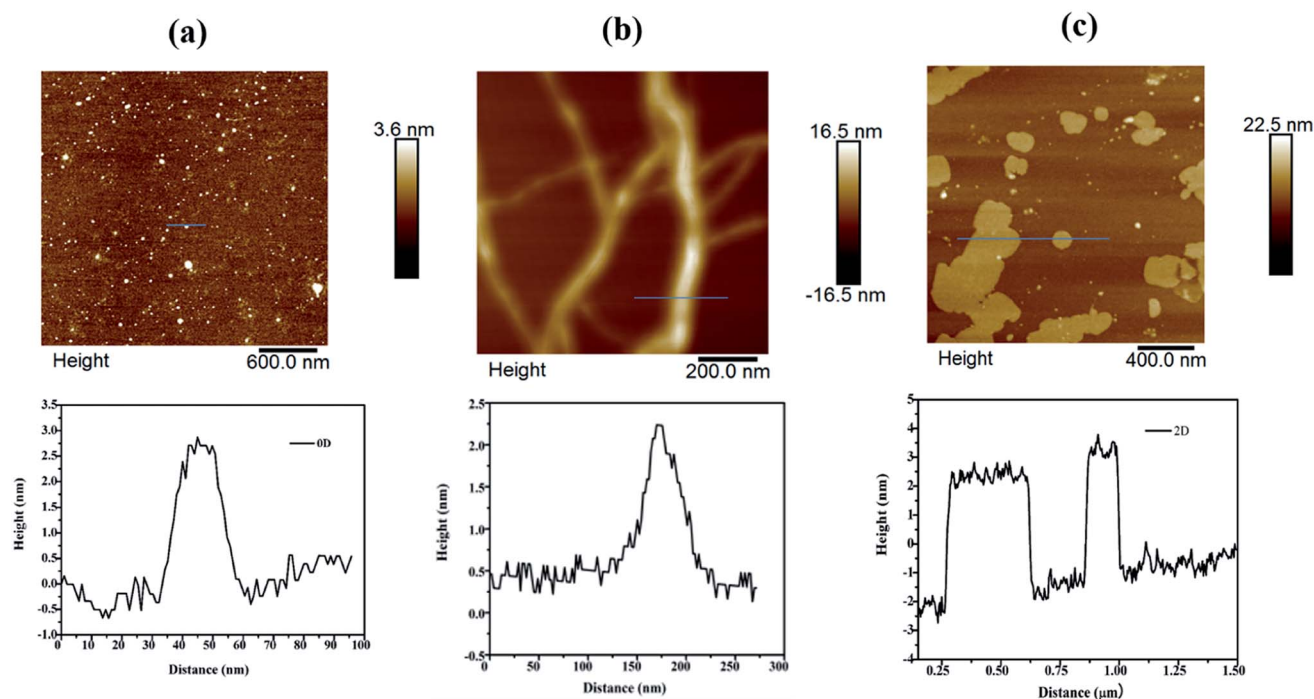 (a)
3.6 nm
Height
600.0 nm
(b)
16.5 nm
-16.5 nm
Height
200.0 nm
(c)
22.5 nm
Height
400.0 nm
3.5
3.0
2.5
2.0
1.5
1.0
0.5
0.0
-0.5
-1.0
Height (nm)
0D
0 10 20 30 40 50 60 70 80 90 100
Distance (nm)
2.5
2.0
1.5
1.0
0.5
0.0
-0.5
Height (nm)
0 50 100 150 200 250 300
Distance (nm)
5
4
3
2
1
0
-1
-2
-3
-4
Height (nm)
2D
0.25 0.50 0.75 1.00 1.25 1.50
Distance (μm)